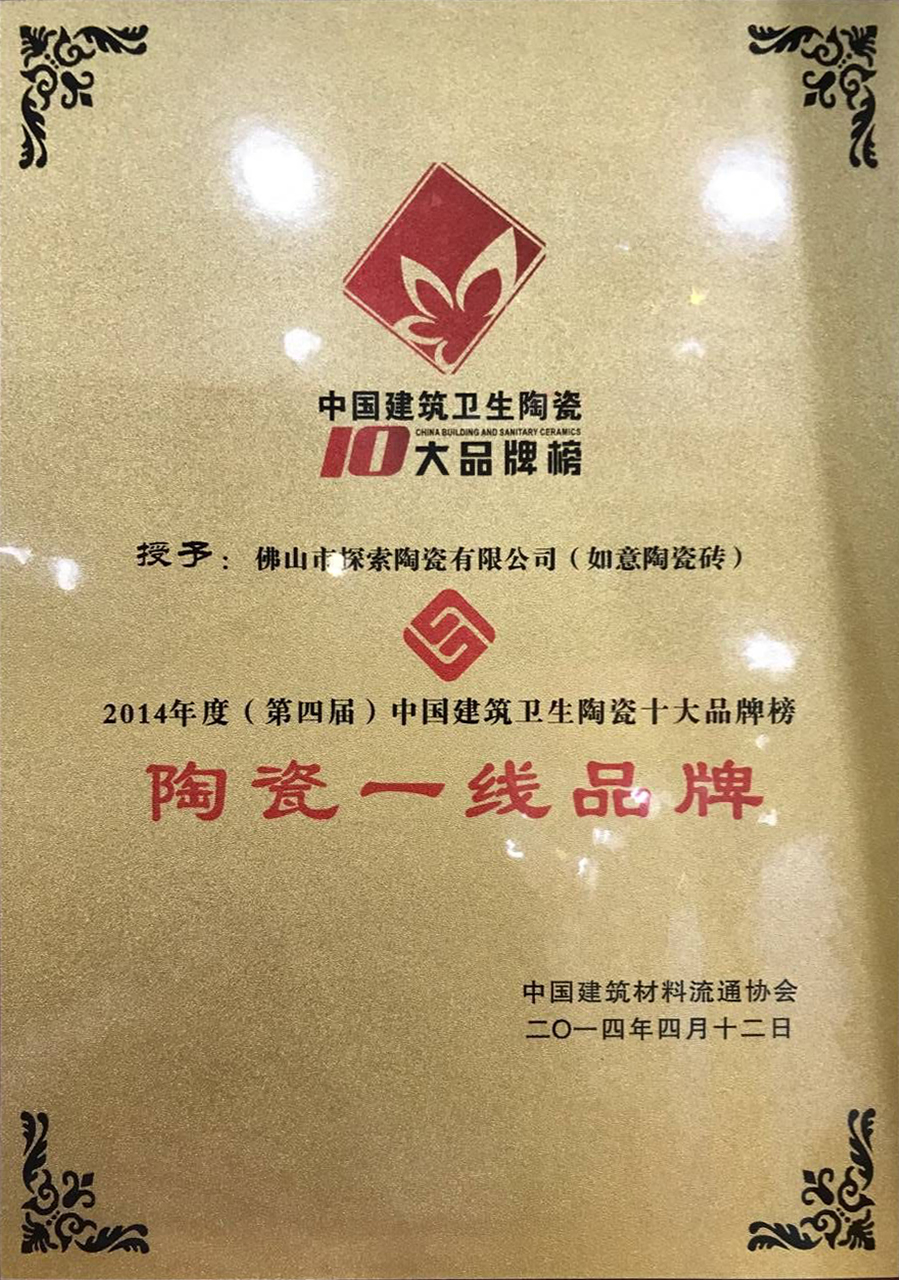 中国建筑卫生陶瓷
CHINA BUILDING AND SANITARY CERAMICS
10大品牌榜
授予：佛山市探索陶瓷有限公司（如意陶瓷砖）
2014年度（第四届）中国建筑卫生陶瓷十大品牌榜
陶瓷一线品牌
中国建筑材料流通协会
二〇一四年四月十二日